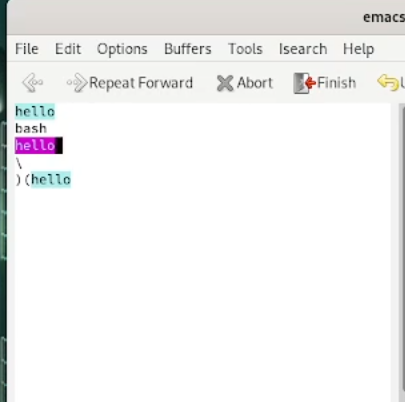 emacs
File Edit Options Buffers Tools Isearch Help
Repeat Forward Abort Finish
hello
bash
hello
\
)(hello